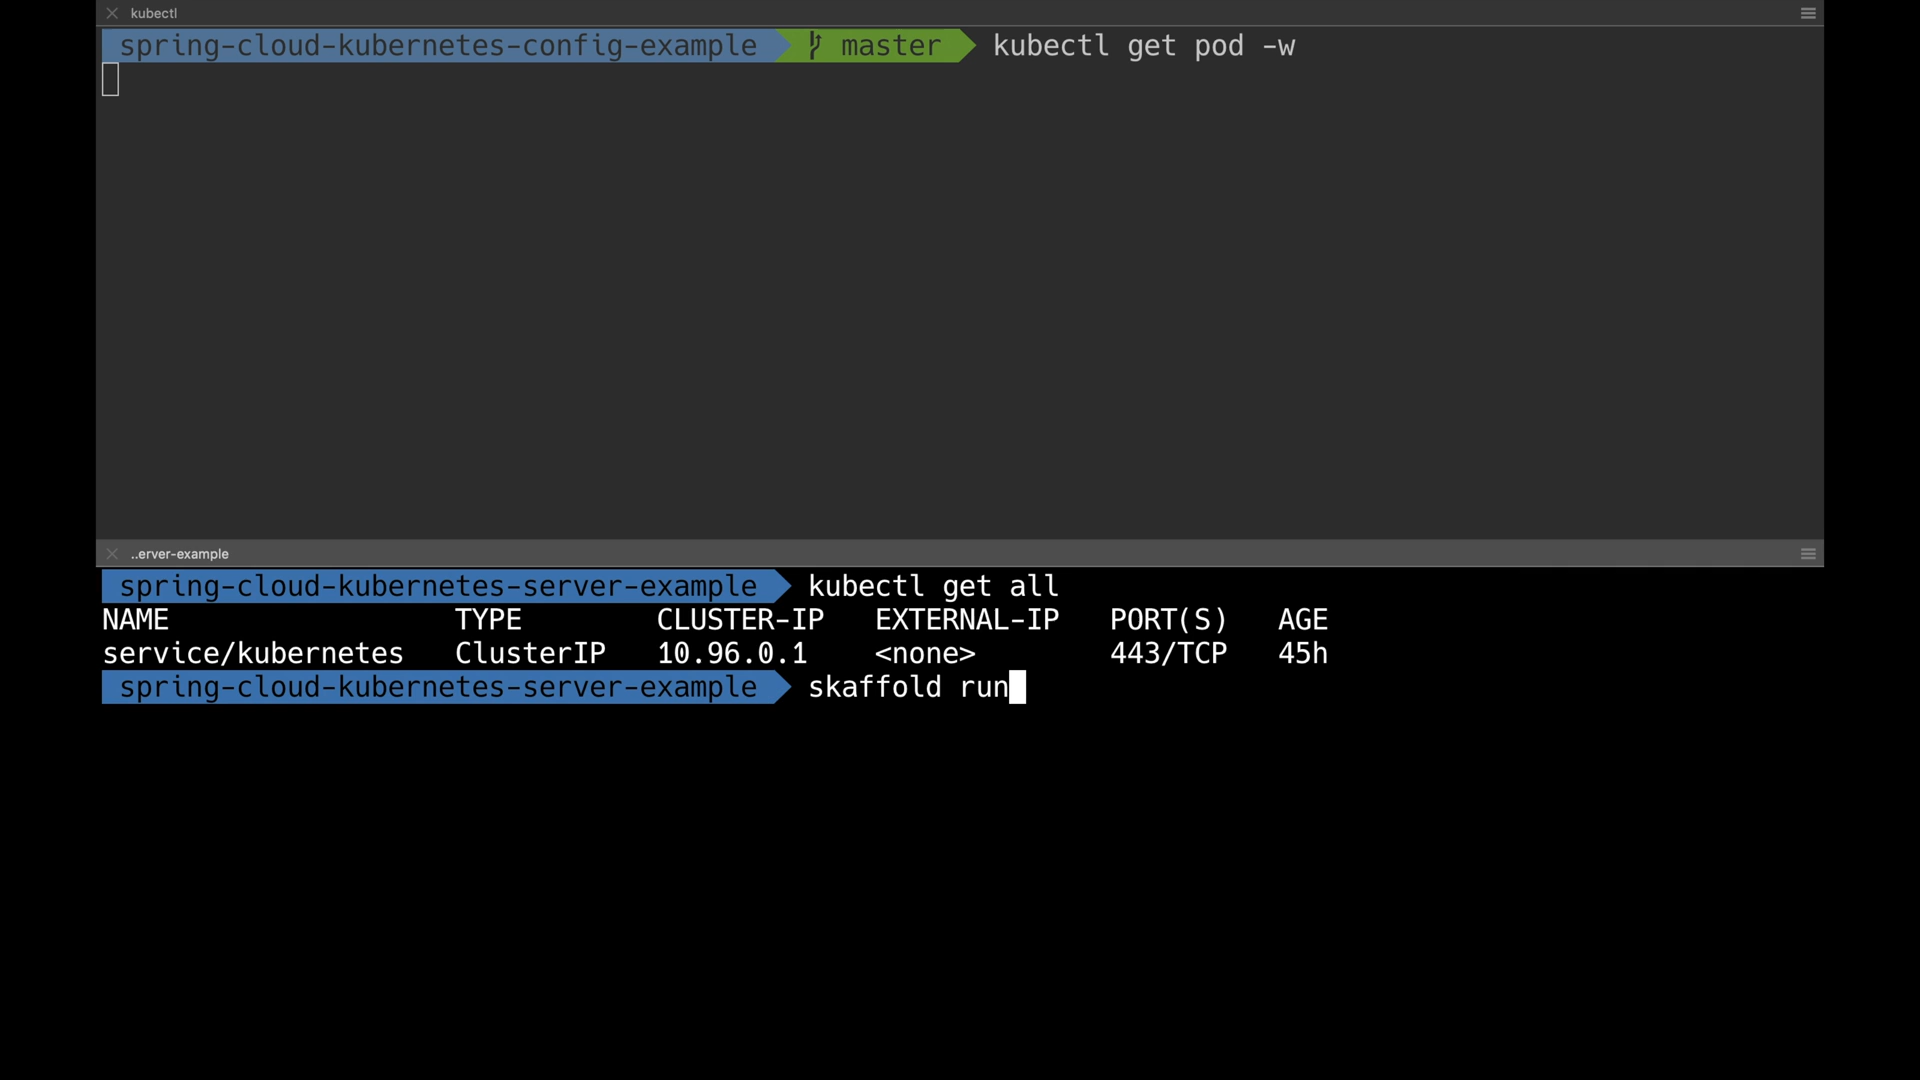 kubectl
spring-cloud-kubernetes-config-example master kubectl get pod -w
..erver-example
spring-cloud-kubernetes-server-example kubectl get all
NAME TYPE CLUSTER-IP EXTERNAL-IP PORT(S) AGE
service/kubernetes ClusterIP 10.96.0.1 <none> 443/TCP 45h
spring-cloud-kubernetes-server-example skaffold run